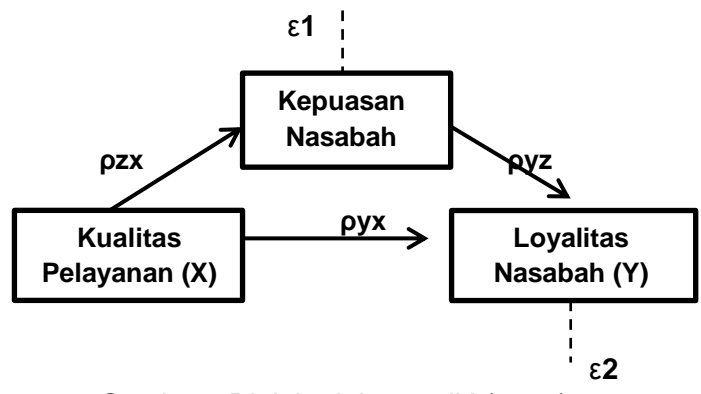 ε1
Kepuasan
Nasabah
ρzx
ρyz
ρyx
Kualitas
Pelayanan (X)
Loyalitas
Nasabah (Y)
ε2